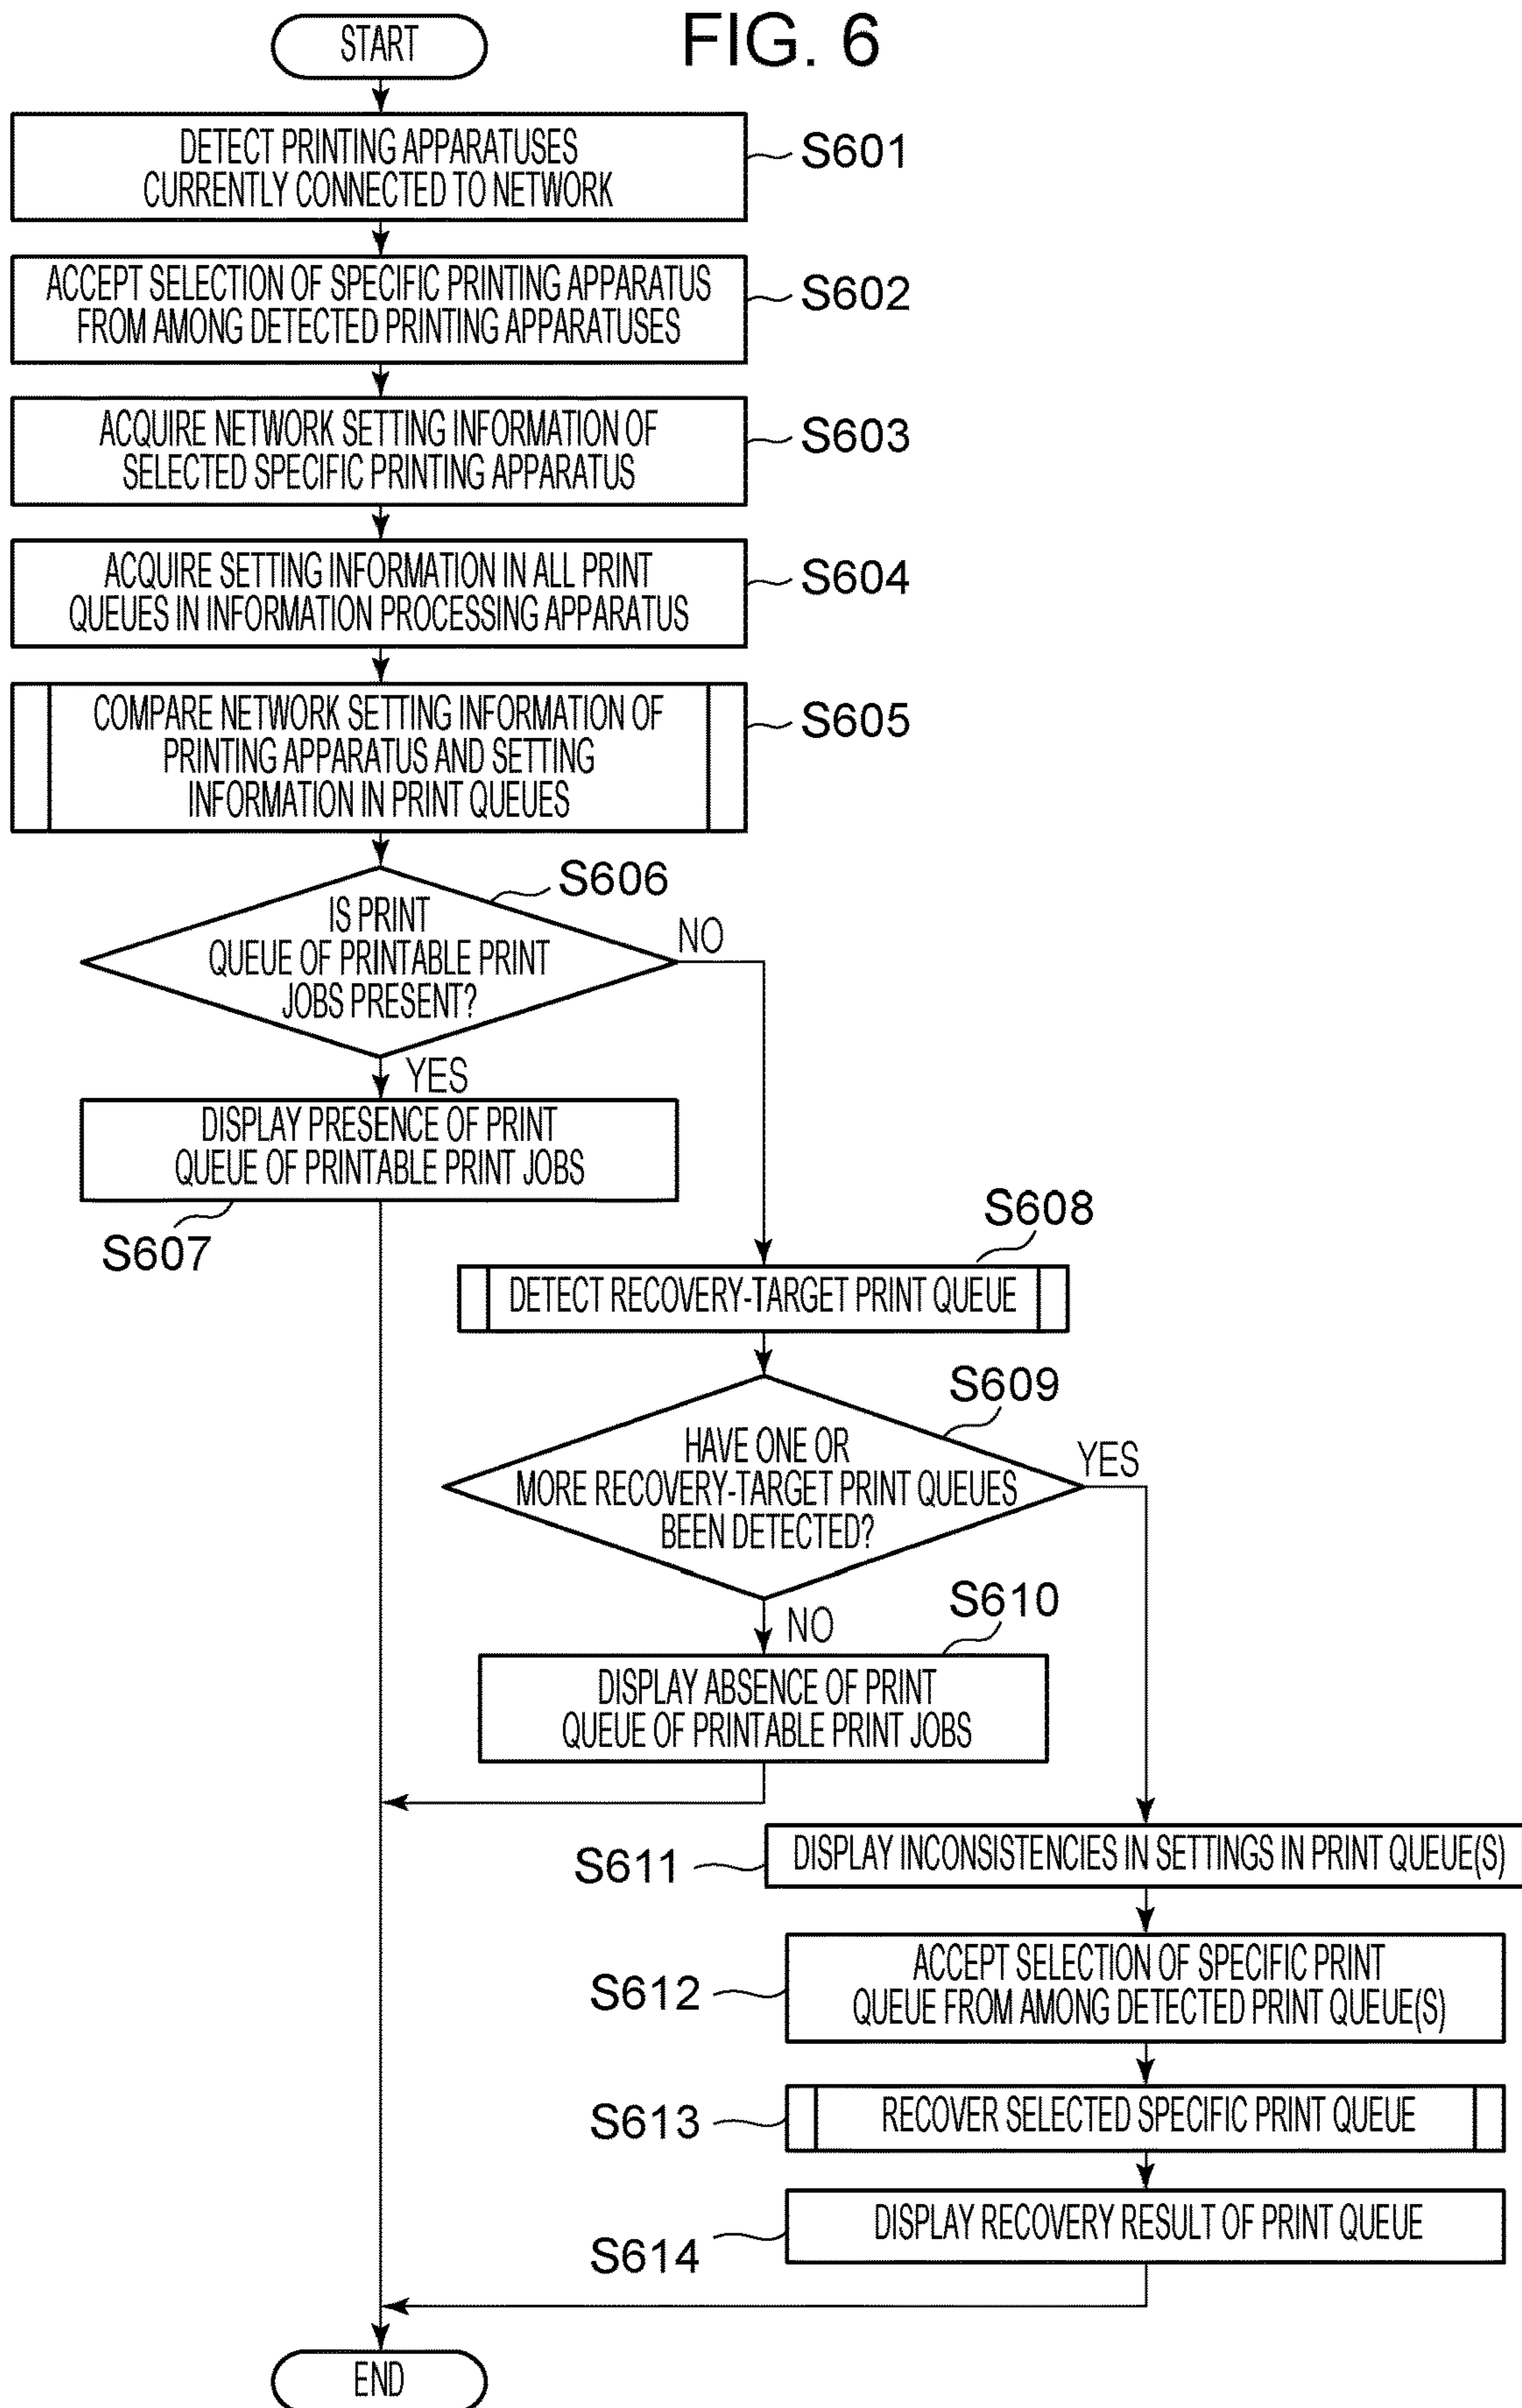 FIG. 6
START
DETECT PRINTING APPARATUSES
CURRENTLY CONNECTED TO NETWORK
S601
ACCEPT SELECTION OF SPECIFIC PRINTING APPARATUS
FROM AMONG DETECTED PRINTING APPARATUSES
S602
ACQUIRE NETWORK SETTING INFORMATION OF
SELECTED SPECIFIC PRINTING APPARATUS
S603
ACQUIRE SETTING INFORMATION IN ALL PRINT
QUEUES IN INFORMATION PROCESSING APPARATUS
S604
COMPARE NETWORK SETTING INFORMATION OF
PRINTING APPARATUS AND SETTING
INFORMATION IN PRINT QUEUES
S605
S606
IS PRINT
QUEUE OF PRINTABLE PRINT
JOBS PRESENT?
NO
YES
DISPLAY PRESENCE OF PRINT
QUEUE OF PRINTABLE PRINT JOBS
S607
S608
DETECT RECOVERY-TARGET PRINT QUEUE
S609
HAVE ONE OR
MORE RECOVERY-TARGET PRINT QUEUES
BEEN DETECTED?
YES
NO
S610
DISPLAY ABSENCE OF PRINT
QUEUE OF PRINTABLE PRINT JOBS
S611
DISPLAY INCONSISTENCIES IN SETTINGS IN PRINT QUEUE(S)
S612
ACCEPT SELECTION OF SPECIFIC PRINT
QUEUE FROM AMONG DETECTED PRINT QUEUE(S)
S613
RECOVER SELECTED SPECIFIC PRINT QUEUE
S614
DISPLAY RECOVERY RESULT OF PRINT QUEUE
END